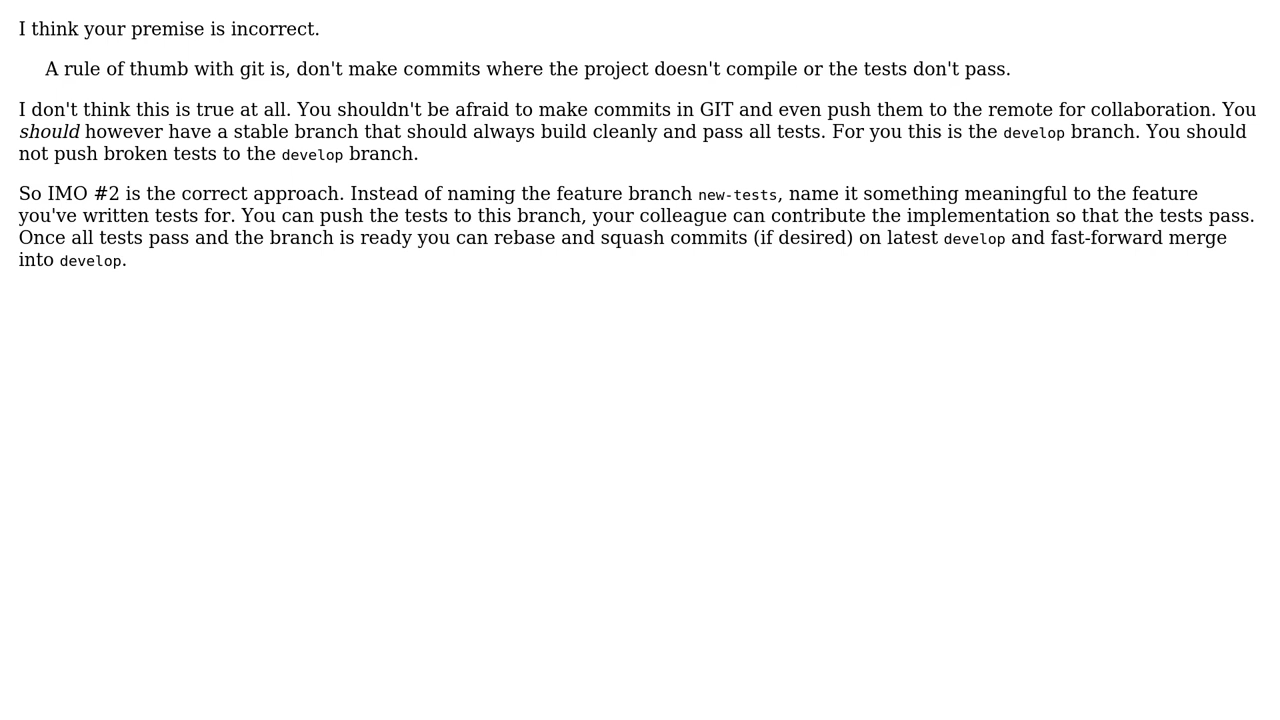 I think your premise is incorrect.
A rule of thumb with git is, don't make commits where the project doesn't compile or the tests don't pass.
I don't think this is true at all. You shouldn't be afraid to make commits in GIT and even push them to the remote for collaboration. You
should however have a stable branch that should always build cleanly and pass all tests. For you this is the develop branch. You should
not push broken tests to the develop branch.
So IMO #2 is the correct approach. Instead of naming the feature branch new-tests, name it something meaningful to the feature
you've written tests for. You can push the tests to this branch, your colleague can contribute the implementation so that the tests pass.
Once all tests pass and the branch is ready you can rebase and squash commits (if desired) on latest develop and fast-forward merge
into develop.